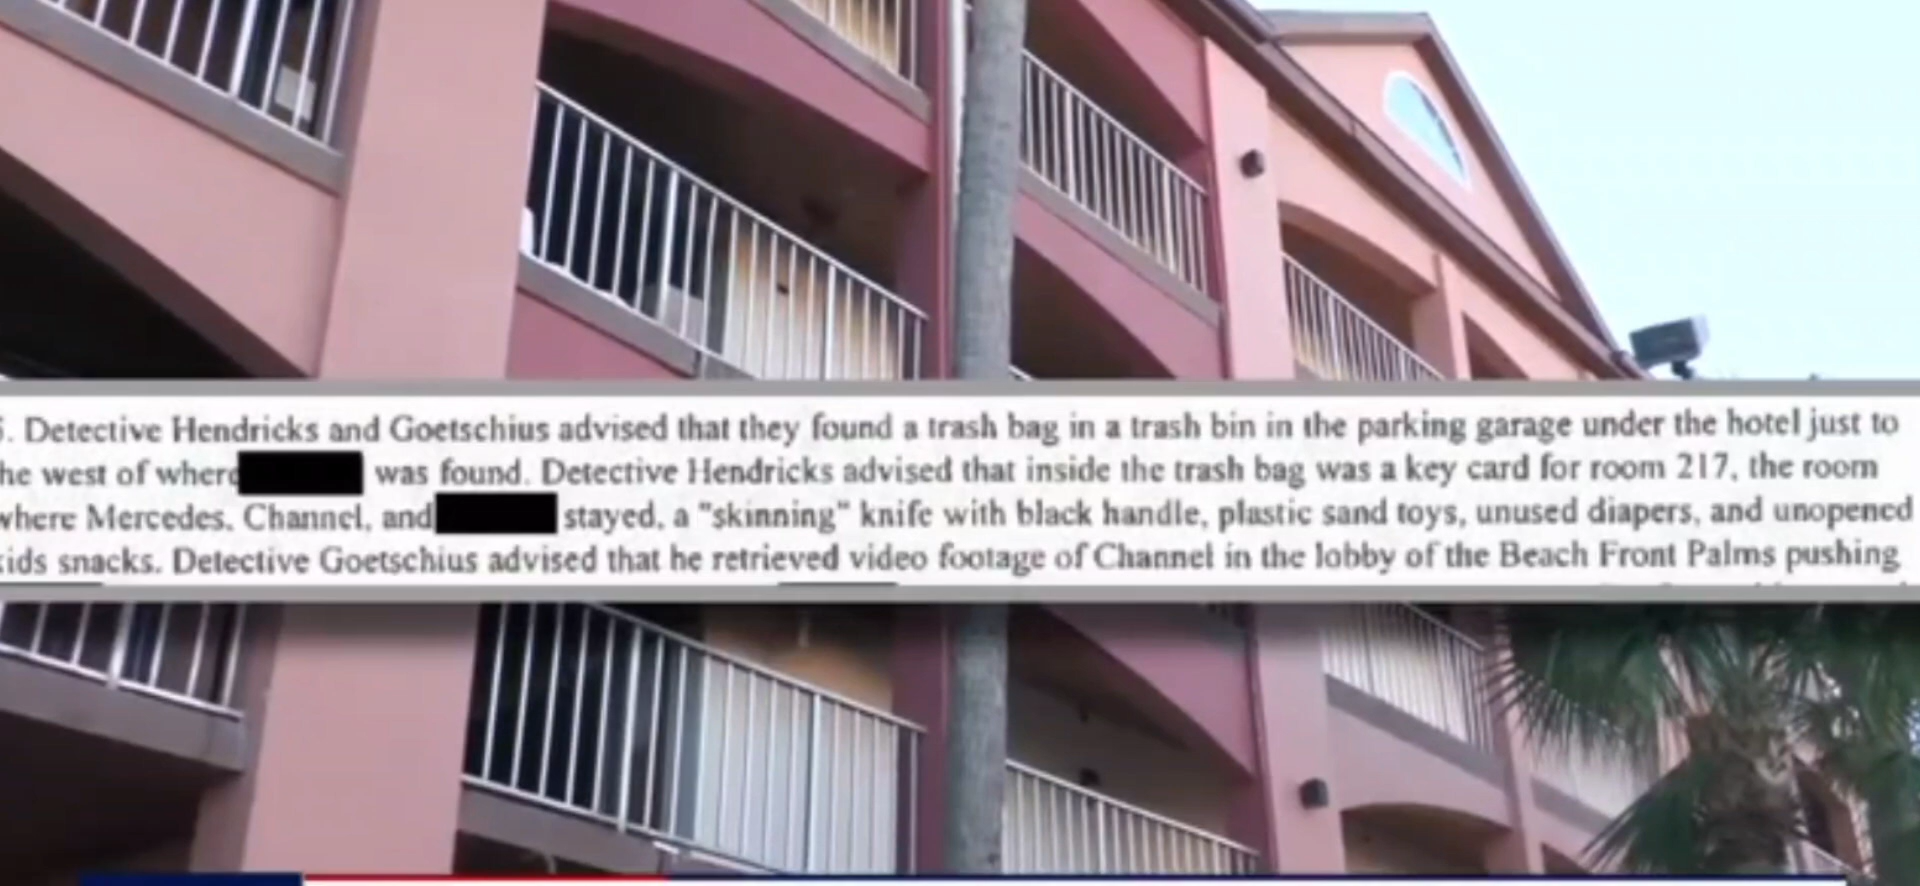 . Detective Hendricks and Goetschius advised that they found a trash bag in a trash bin in the parking garage under the hotel just to
he west of where was found. Detective Hendricks advised that inside the trash bag was a key card for room 217, the room
where Mercedes, Channel, and stayed, a "skinning" knife with black handle, plastic sand toys, unused diapers, and unopened
ids snacks. Detective Goetschius advised that he retrieved video footage of Channel in the lobby of the Beach Front Palms pushing